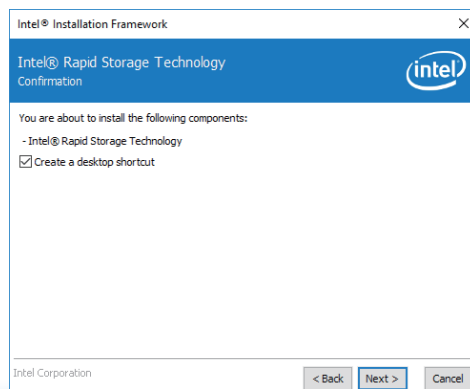 Intel® Installation Framework
Intel® Rapid Storage Technology
Confirmation
intel
You are about to install the following components:
- Intel® Rapid Storage Technology
Create a desktop shortcut
Intel Corporation
< Back
Next >
Cancel